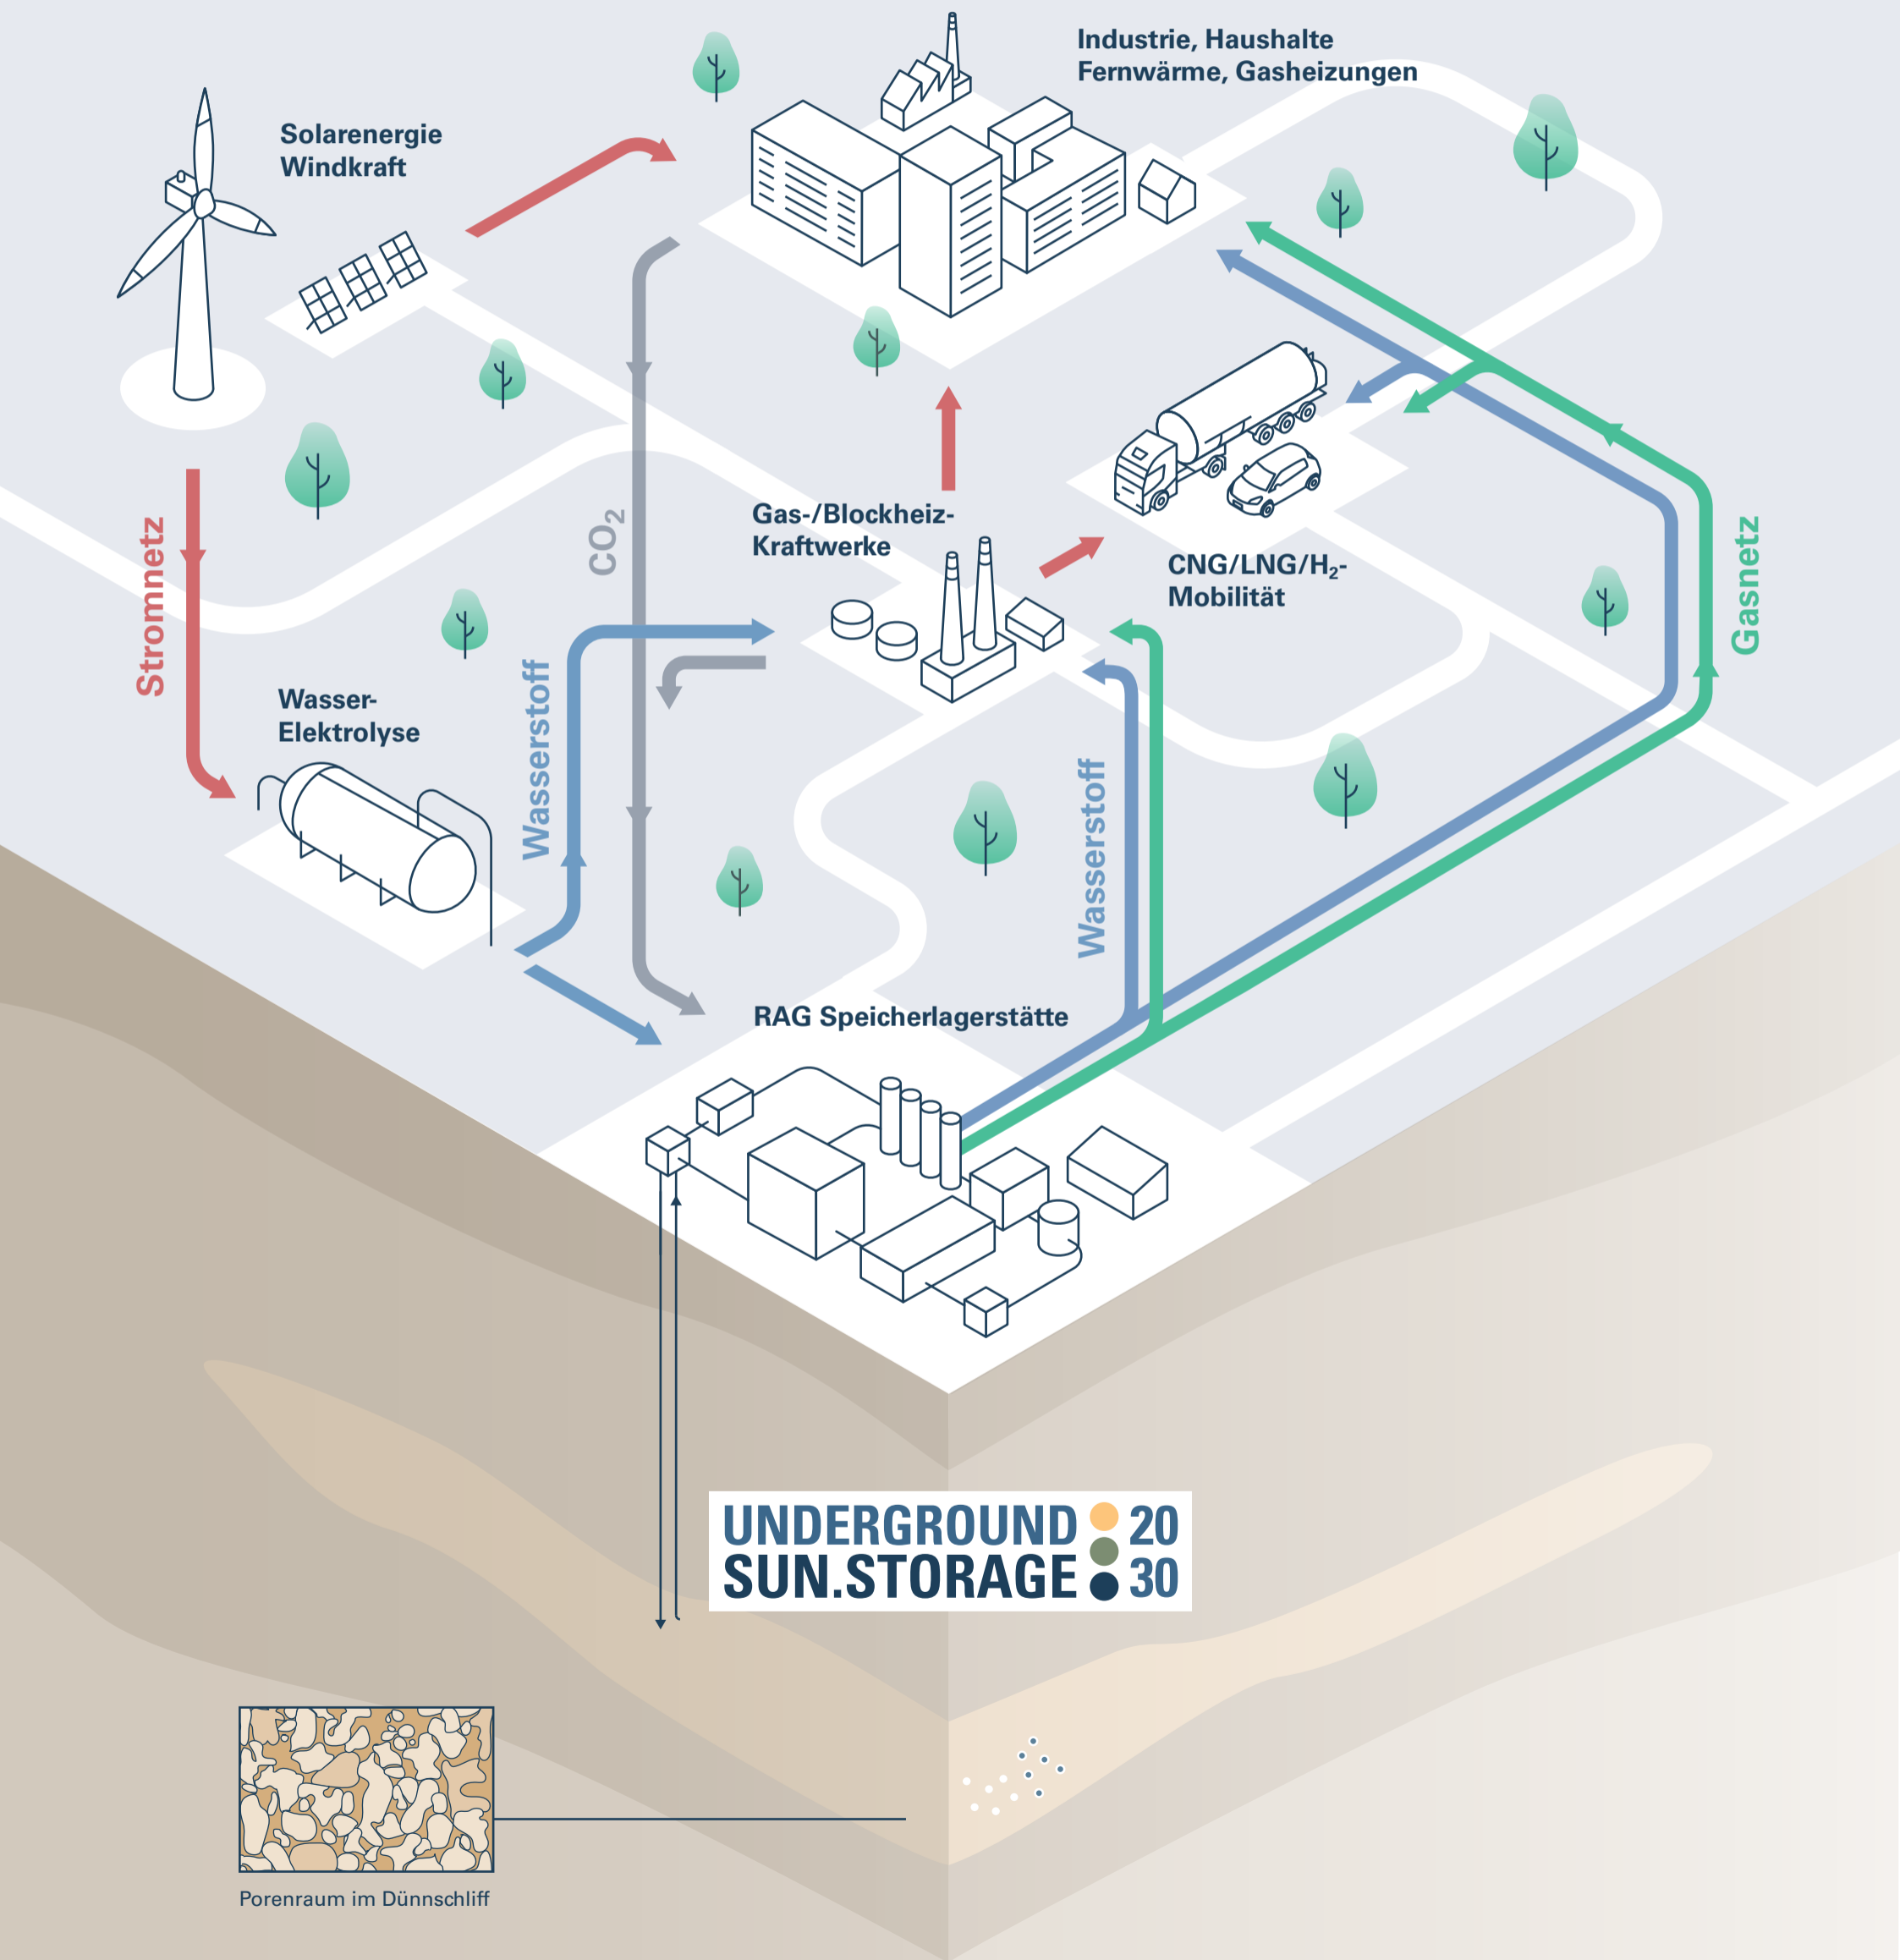 Industrie, Haushalte
Fernwärme, Gasheizungen
Solarenergie
Windkraft
Stromnetz
CO₂
Gas-/Blockheiz-
Kraftwerke
CNG/LNG/H₂-
Mobilität
Gasnetz
Wasser-
Elektrolyse
Wasserstoff
Wasserstoff
RAG Speicherlagerstätte
UNDERGROUND 20
SUN.STORAGE 30
Porenraum im Dünnschliff